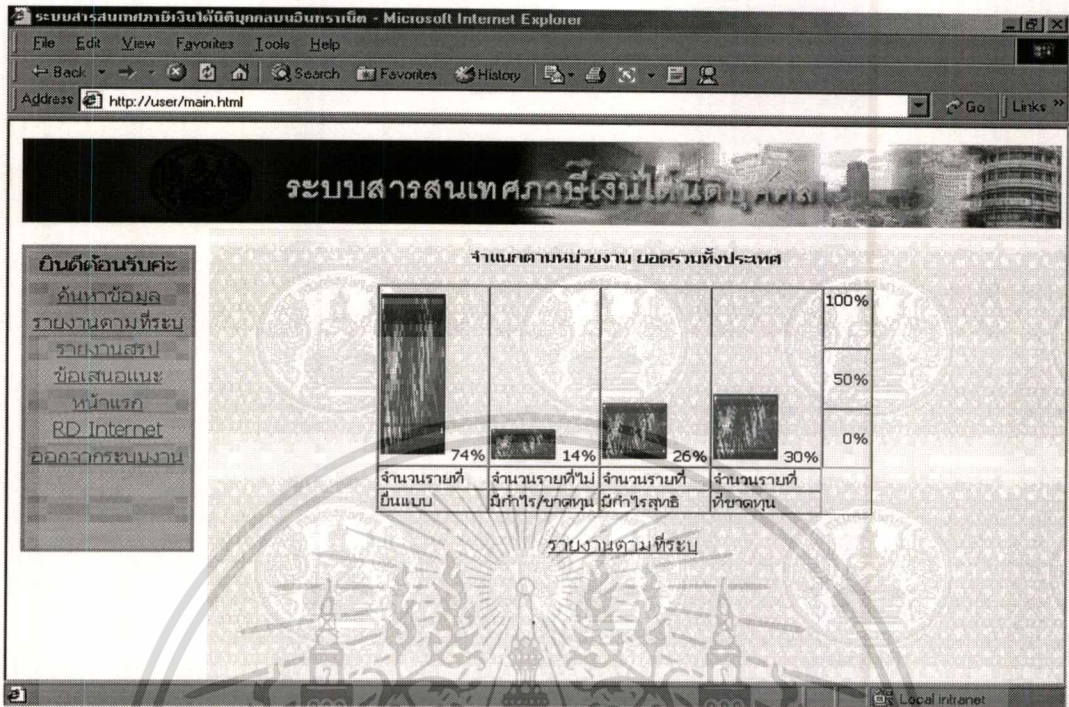 ระบบสารสนเทศภาษีเงินได้นิติบุคคลบนอินทราเน็ต - Microsoft Internet Explorer
File Edit View Favorites Tools Help
Back Search Favorites History
Address http://user/main.html Go Links »
ระบบสารสนเทศภาษีเงินได้นิติบุคคล
ยินดีต้อนรับค่ะ
ค้นหาข้อมูล
รายงานตามที่ระบุ
รายงานสรุป
ข้อเสนอแนะ
หน้าแรก
RD Internet
ออกจากระบบงาน
จำแนกตามหน่วยงาน ยอดรวมทั้งประเทศ
100%
50%
0%
74% 14% 26% 30%
จำนวนรายที่ จำนวนรายที่ไม่ จำนวนรายที่ จำนวนรายที่
ยื่นแบบ มีกำไร/ขาดทุน มีกำไรสุทธิ ที่ขาดทุน
รายงานตามที่ระบุ
Local intranet